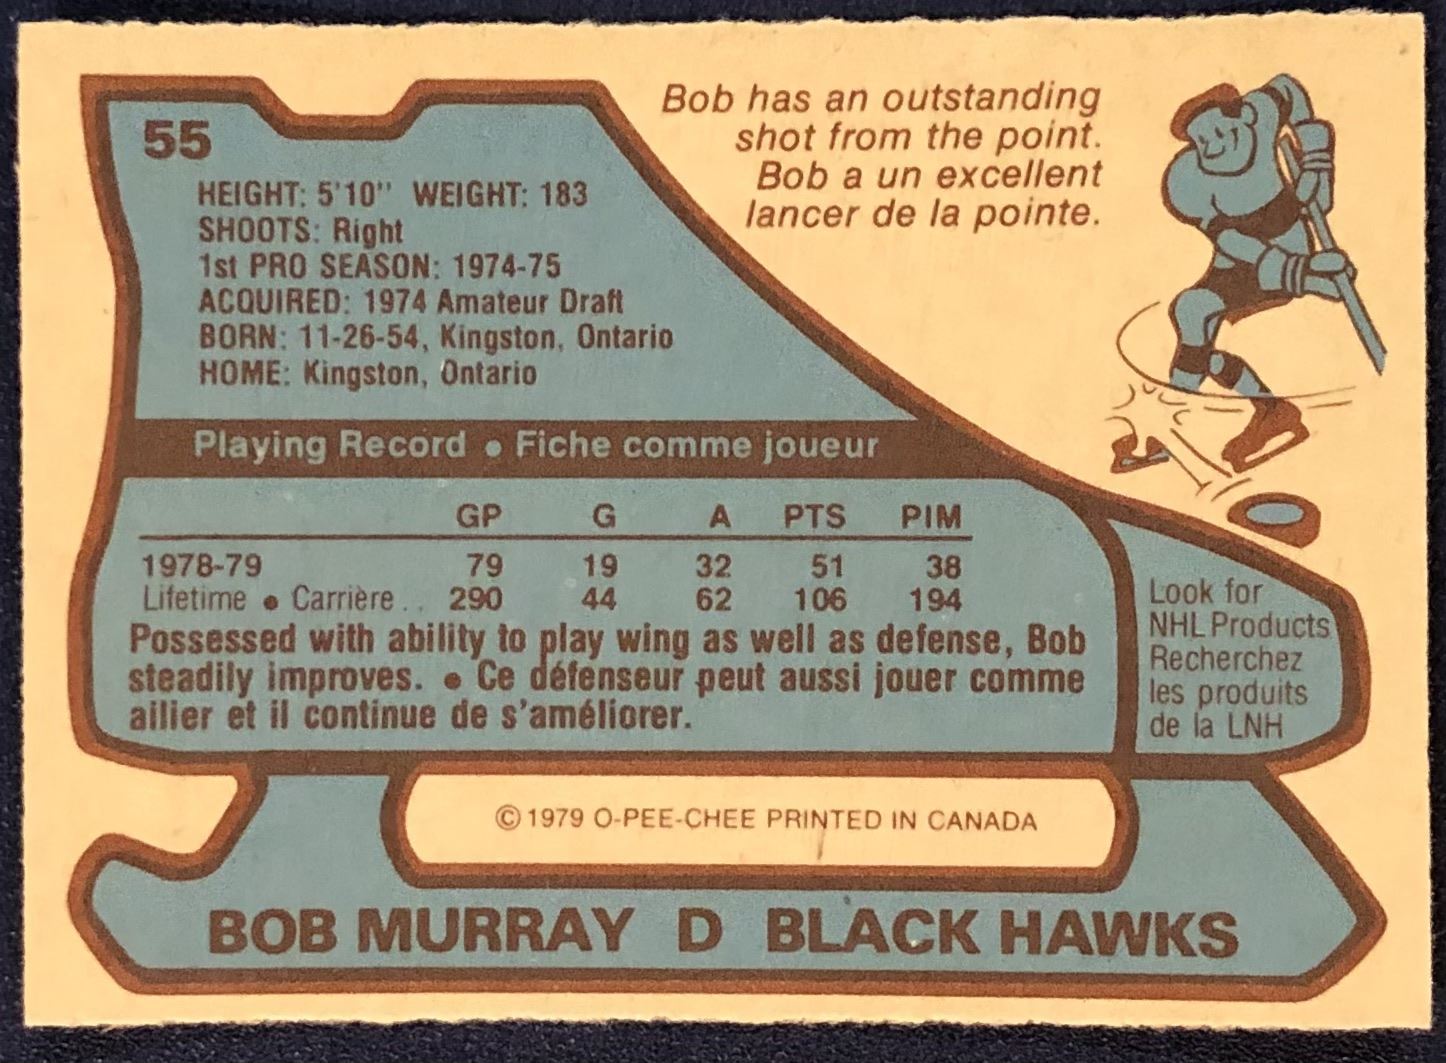 55
HEIGHT: 5'10" WEIGHT: 183
SHOOTS: Right
1st PRO SEASON: 1974-75
ACQUIRED: 1974 Amateur Draft
BORN: 11-26-54, Kingston, Ontario
HOME: Kingston, Ontario
Bob has an outstanding
shot from the point.
Bob a un excellent
lancer de la pointe.
Playing Record • Fiche comme joueur
GP G A PTS PIM
1978-79 79 19 32 51 38
Lifetime • Carrière .. 290 44 62 106 194
Possessed with ability to play wing as well as defense, Bob
steadily improves. • Ce défenseur peut aussi jouer comme
ailier et il continue de s'améliorer.
Look for
NHL Products
Recherchez
les produits
de la LNH
© 1979 O-PEE-CHEE PRINTED IN CANADA
BOB MURRAY D BLACK HAWKS